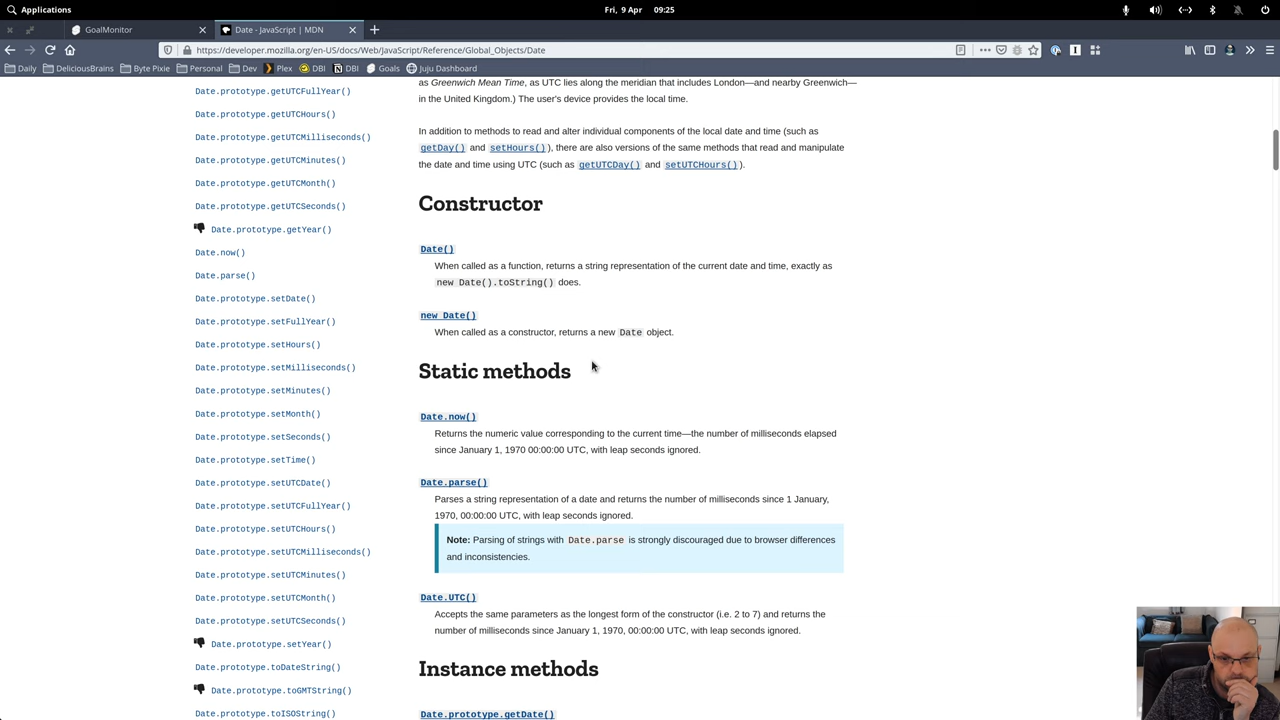 Applications
Fri, 9 Apr 09:25
GoalMonitor
Date - JavaScript | MDN
https://developer.mozilla.org/en-US/docs/Web/JavaScript/Reference/Global_Objects/Date
Daily DeliciousBrains Byte Pixie Personal Dev Plex DBI DBI Goals Juju Dashboard
Date.prototype.getUTCFullYear()
Date.prototype.getUTCHours()
Date.prototype.getUTCMilliseconds()
Date.prototype.getUTCMinutes()
Date.prototype.getUTCMonth()
Date.prototype.getUTCSeconds()
Date.prototype.getYear()
Date.now()
Date.parse()
Date.prototype.setDate()
Date.prototype.setFullYear()
Date.prototype.setHours()
Date.prototype.setMilliseconds()
Date.prototype.setMinutes()
Date.prototype.setMonth()
Date.prototype.setSeconds()
Date.prototype.setTime()
Date.prototype.setUTCDate()
Date.prototype.setUTCFullYear()
Date.prototype.setUTCHours()
Date.prototype.setUTCMilliseconds()
Date.prototype.setUTCMinutes()
Date.prototype.setUTCMonth()
Date.prototype.setUTCSeconds()
Date.prototype.setYear()
Date.prototype.toDateString()
Date.prototype.toGMTString()
Date.prototype.toISOString()
as Greenwich Mean Time, as UTC lies along the meridian that includes London—and nearby Greenwich—
in the United Kingdom.) The user's device provides the local time.
In addition to methods to read and alter individual components of the local date and time (such as
getDay() and setHours()), there are also versions of the same methods that read and manipulate
the date and time using UTC (such as getUTCDay() and setUTCHours()).
Constructor
Date()
When called as a function, returns a string representation of the current date and time, exactly as
new Date().toString() does.
new Date()
When called as a constructor, returns a new Date object.
Static methods
Date.now()
Returns the numeric value corresponding to the current time—the number of milliseconds elapsed
since January 1, 1970 00:00:00 UTC, with leap seconds ignored.
Date.parse()
Parses a string representation of a date and returns the number of milliseconds since 1 January,
1970, 00:00:00 UTC, with leap seconds ignored.
Note: Parsing of strings with Date.parse is strongly discouraged due to browser differences
and inconsistencies.
Date.UTC()
Accepts the same parameters as the longest form of the constructor (i.e. 2 to 7) and returns the
number of milliseconds since January 1, 1970, 00:00:00 UTC, with leap seconds ignored.
Instance methods
Date.prototype.getDate()